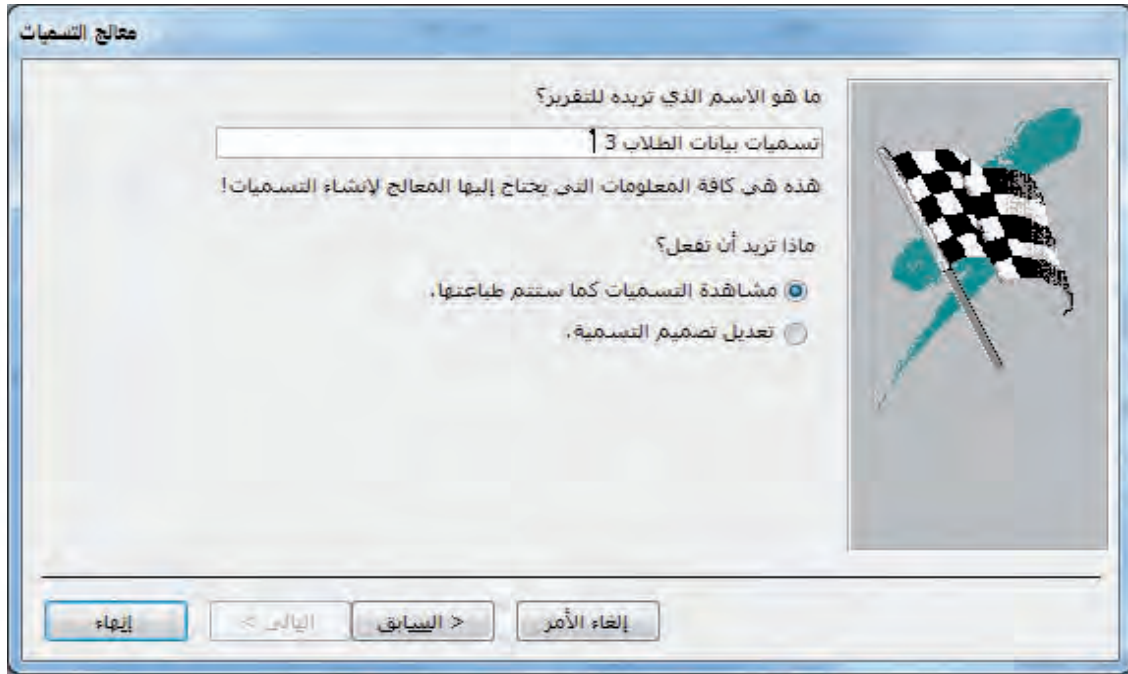 معالج التسميات
ما هو الاسم الذي تريده للتقرير؟
تسميات بيانات الطلاب 3
هذه هي كافة المعلومات التي يحتاج إليها المعالج لإنشاء التسميات!
ماذا تريد أن تفعل؟
مشاهدة التسميات كما ستتم طباعتها.
تعديل تصميم التسمية.
إلغاء الأمر
< السابق
التالي >
إنهاء